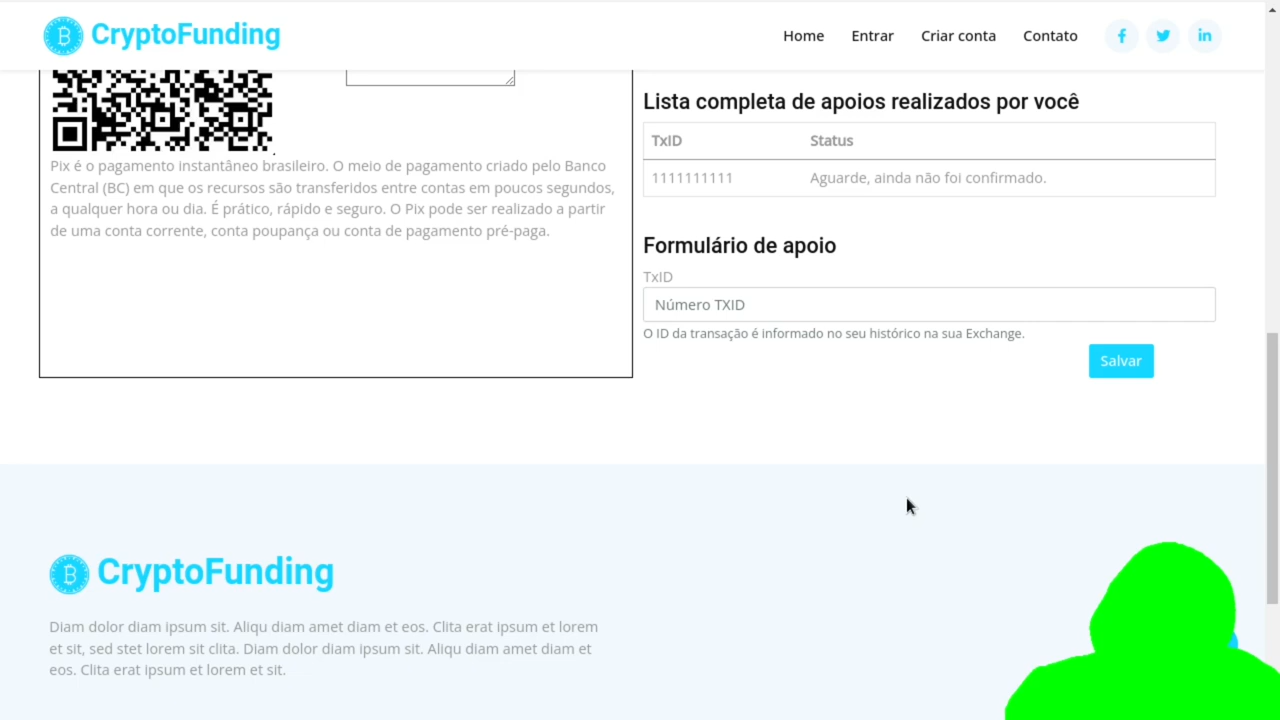 CryptoFunding
Home
Entrar
Criar conta
Contato
Pix é o pagamento instantâneo brasileiro. O meio de pagamento criado pelo Banco
Central (BC) em que os recursos são transferidos entre contas em poucos segundos,
a qualquer hora ou dia. É prático, rápido e seguro. O Pix pode ser realizado a partir
de uma conta corrente, conta poupança ou conta de pagamento pré-paga.
Lista completa de apoios realizados por você
TxID Status
1111111111 Aguarde, ainda não foi confirmado.
Formulário de apoio
TxID
Número TXID
O ID da transação é informado no seu histórico na sua Exchange.
Salvar
CryptoFunding
Diam dolor diam ipsum sit. Aliqu diam amet diam et eos. Clita erat ipsum et lorem
et sit, sed stet lorem sit clita. Diam dolor diam ipsum sit. Aliqu diam amet diam et
eos. Clita erat ipsum et lorem et sit.